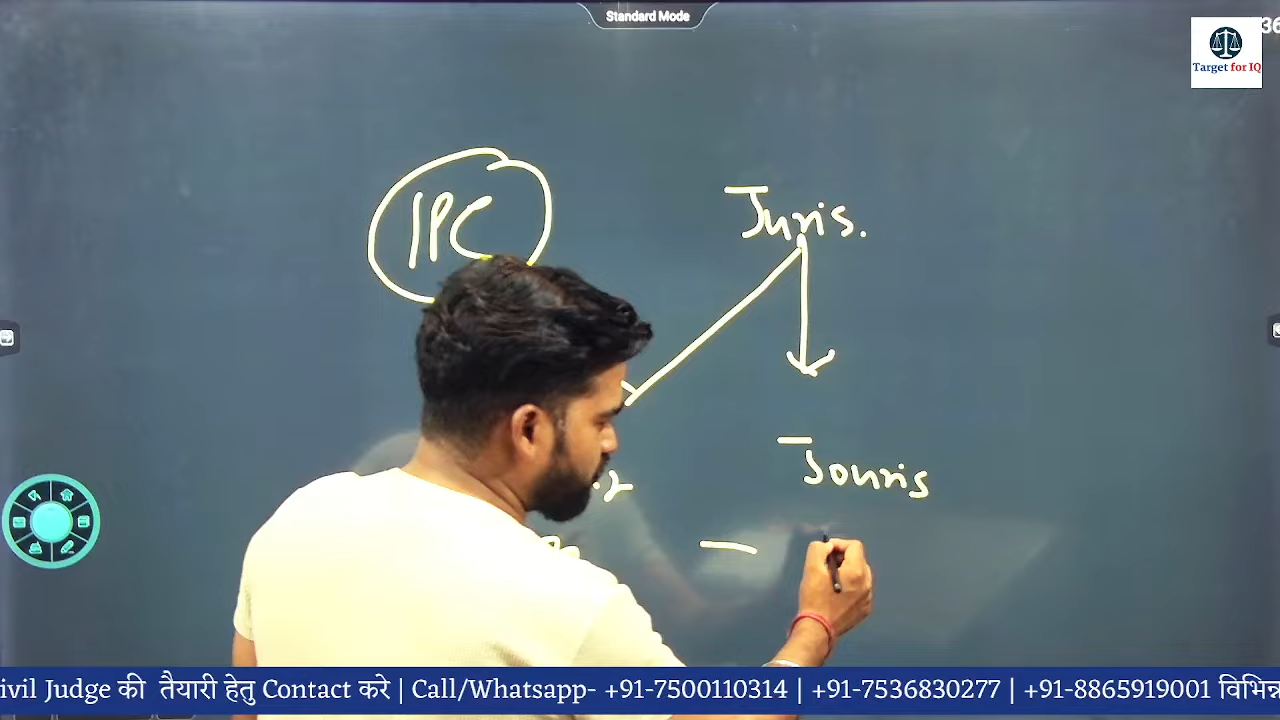 Standard Mode
36
Target for IQ
IPC
Juris.
Jouris
ivil Judge की तैयारी हेतु Contact करे | Call/Whatsapp- +91-7500110314 | +91-7536830277 | +91-8865919001 विभिन्न